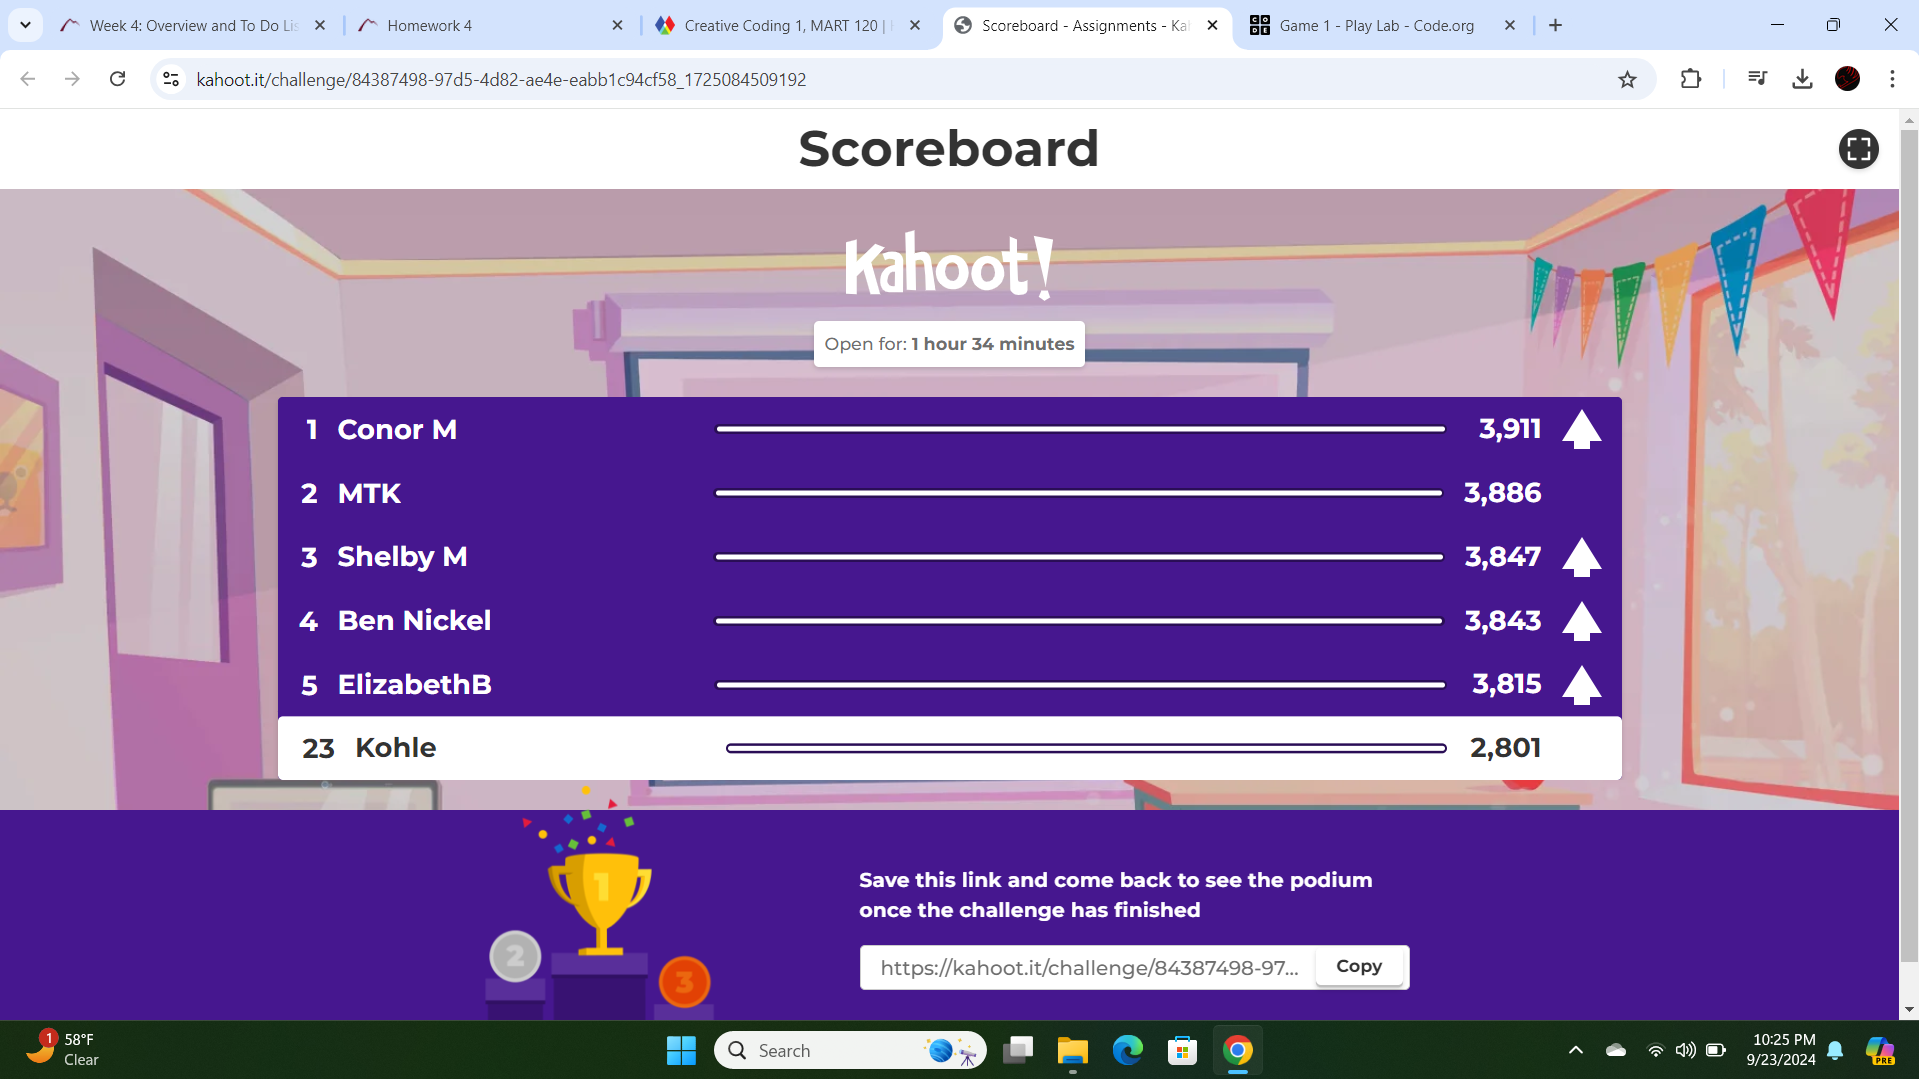 Week 4: Overview and To Do Lis
Homework 4
Creative Coding 1, MART 120 |
Scoreboard - Assignments - Kah
Game 1 - Play Lab - Code.org
kahoot.it/challenge/84387498-97d5-4d82-ae4e-eabb1c94cf58_1725084509192
Scoreboard
Kahoot!
Open for: 1 hour 34 minutes
1 Conor M 3,911
2 MTK 3,886
3 Shelby M 3,847
4 Ben Nickel 3,843
5 ElizabethB 3,815
23 Kohle 2,801
1
2
3
Save this link and come back to see the podium
once the challenge has finished
https://kahoot.it/challenge/84387498-97... Copy
1
58°F
Clear
Search
10:25 PM
9/23/2024
PRE